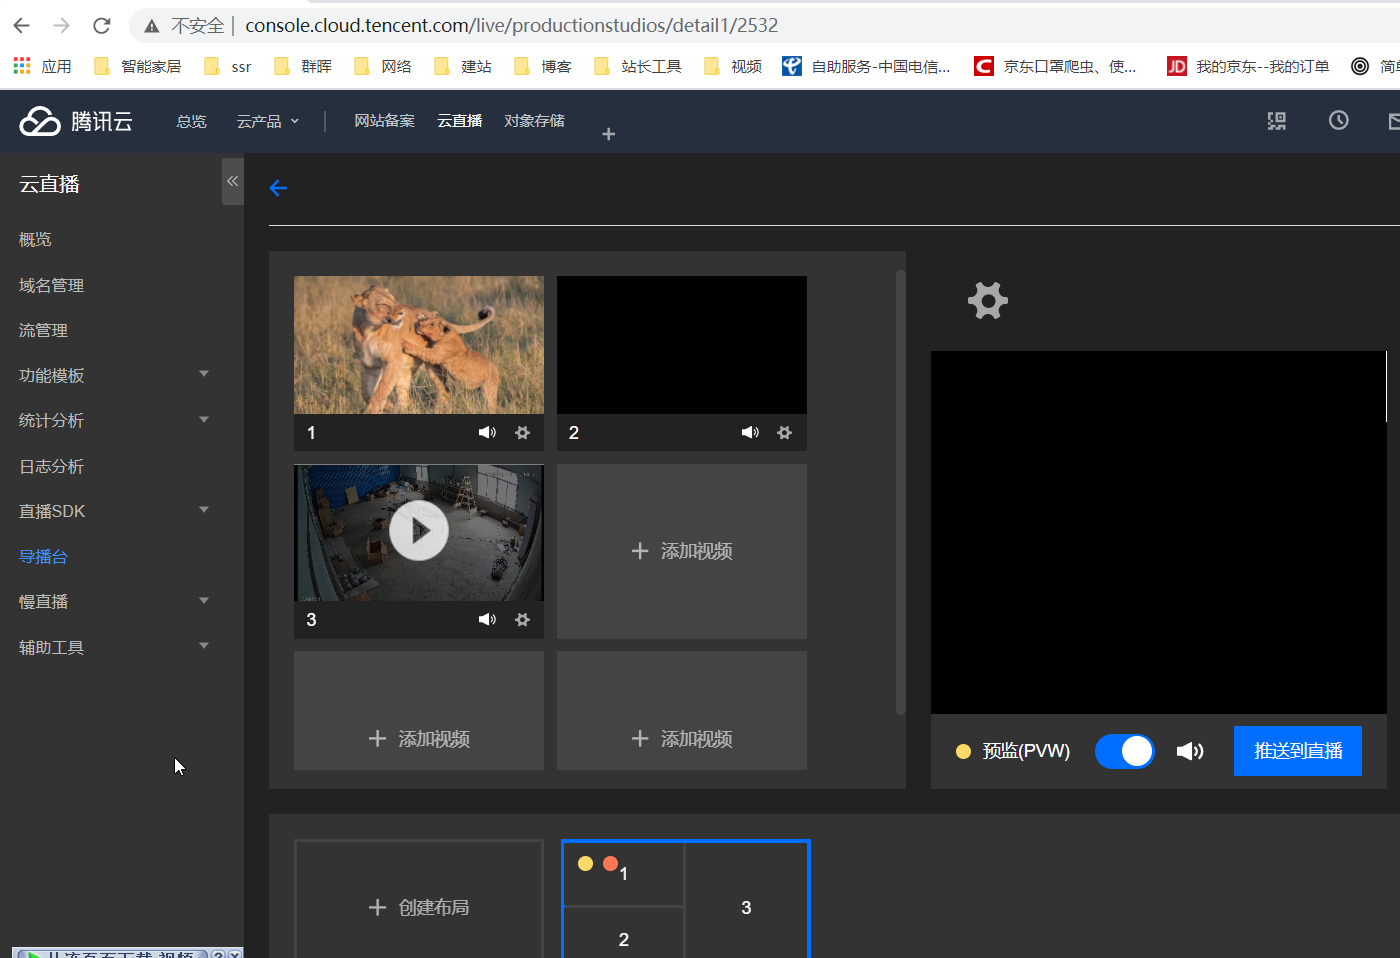 不安全 | console.cloud.tencent.com/live/productionstudios/detail1/2532
应用 智能家居 ssr 群晖 网络 建站 博客 站长工具 视频 自助服务-中国电信... 京东口罩爬虫、使... 我的京东--我的订单
腾讯云 总览 云产品 网站备案 云直播 对象存储 +
云直播
概览
域名管理
流管理
功能模板
统计分析
日志分析
直播SDK
导播台
慢直播
辅助工具
1
2
3
添加视频
添加视频
添加视频
预监(PVW) 推送到直播
创建布局
1
2
3